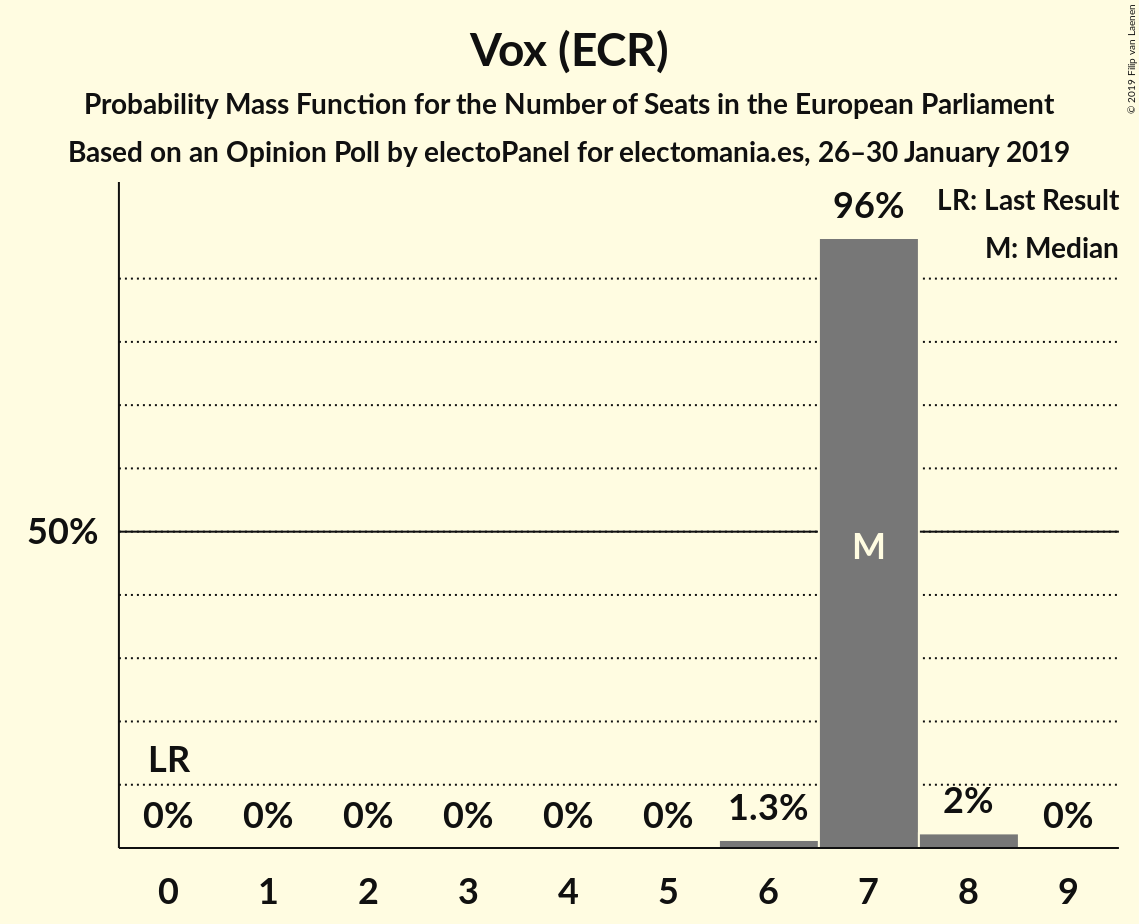 Vox (ECR)
Probability Mass Function for the Number of Seats in the European Parliament
Based on an Opinion Poll by electoPanel for electomania.es, 26–30 January 2019
© 2019 Filip van Laenen
LR: Last Result
M: Median
96%
50%
M
LR
0% 0% 0% 0% 0% 0% 1.3% 2% 0%
0 1 2 3 4 5 6 7 8 9